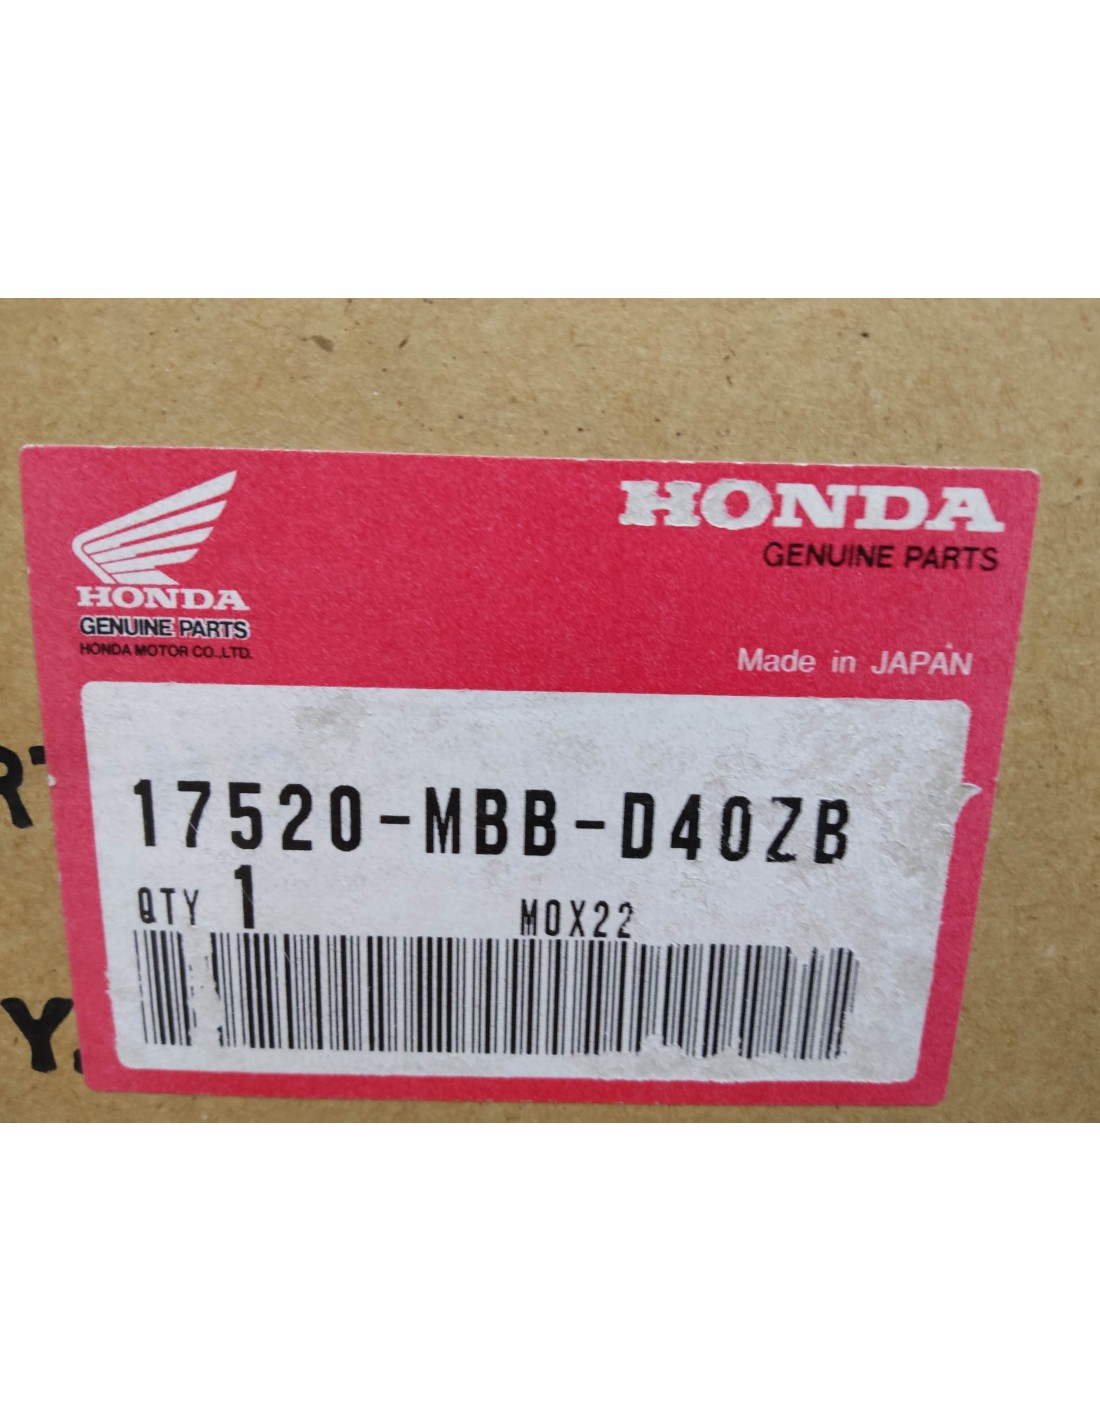 HONDA
GENUINE PARTS
HONDA
GENUINE PARTS
HONDA MOTOR CO.,LTD.
Made in JAPAN
17520-MBB-D40ZB
QTY 1 MOX22